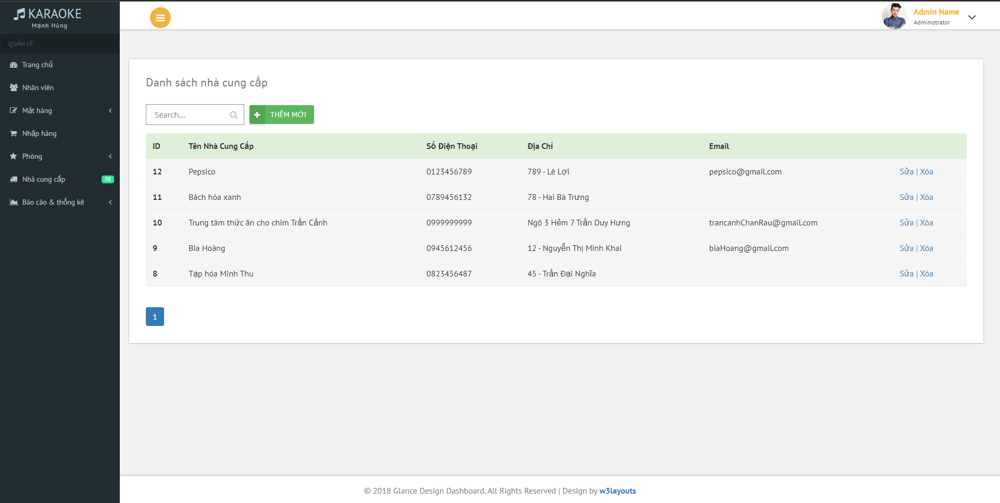 KARAOKE
Mạnh Hùng
QUẢN LÝ
Trang chủ
Nhân viên
Mặt hàng
Nhập hàng
Phòng
Nhà cung cấp 08
Báo cáo & thống kê
Admin Name
Administrator
Danh sách nhà cung cấp
Search... THÊM MỚI
ID Tên Nhà Cung Cấp Số Điện Thoại Địa Chỉ Email
12 Pepsico 0123456789 789 - Lê Lợi pepsico@gmail.com Sửa | Xóa
11 Bách hóa xanh 0789456132 78 - Hai Bà Trưng Sửa | Xóa
10 Trung tâm thức ăn cho chim Trần Cảnh 0999999999 Ngõ 3 Hẻm 7 Trần Duy Hưng trancanhChanRau@gmail.com Sửa | Xóa
9 Bia Hoàng 0945612456 12 - Nguyễn Thị Minh Khai biaHoang@gmail.com Sửa | Xóa
8 Tạp hóa Minh Thu 0823456487 45 - Trần Đại Nghĩa Sửa | Xóa
1
© 2018 Glance Design Dashboard. All Rights Reserved | Design by w3layouts